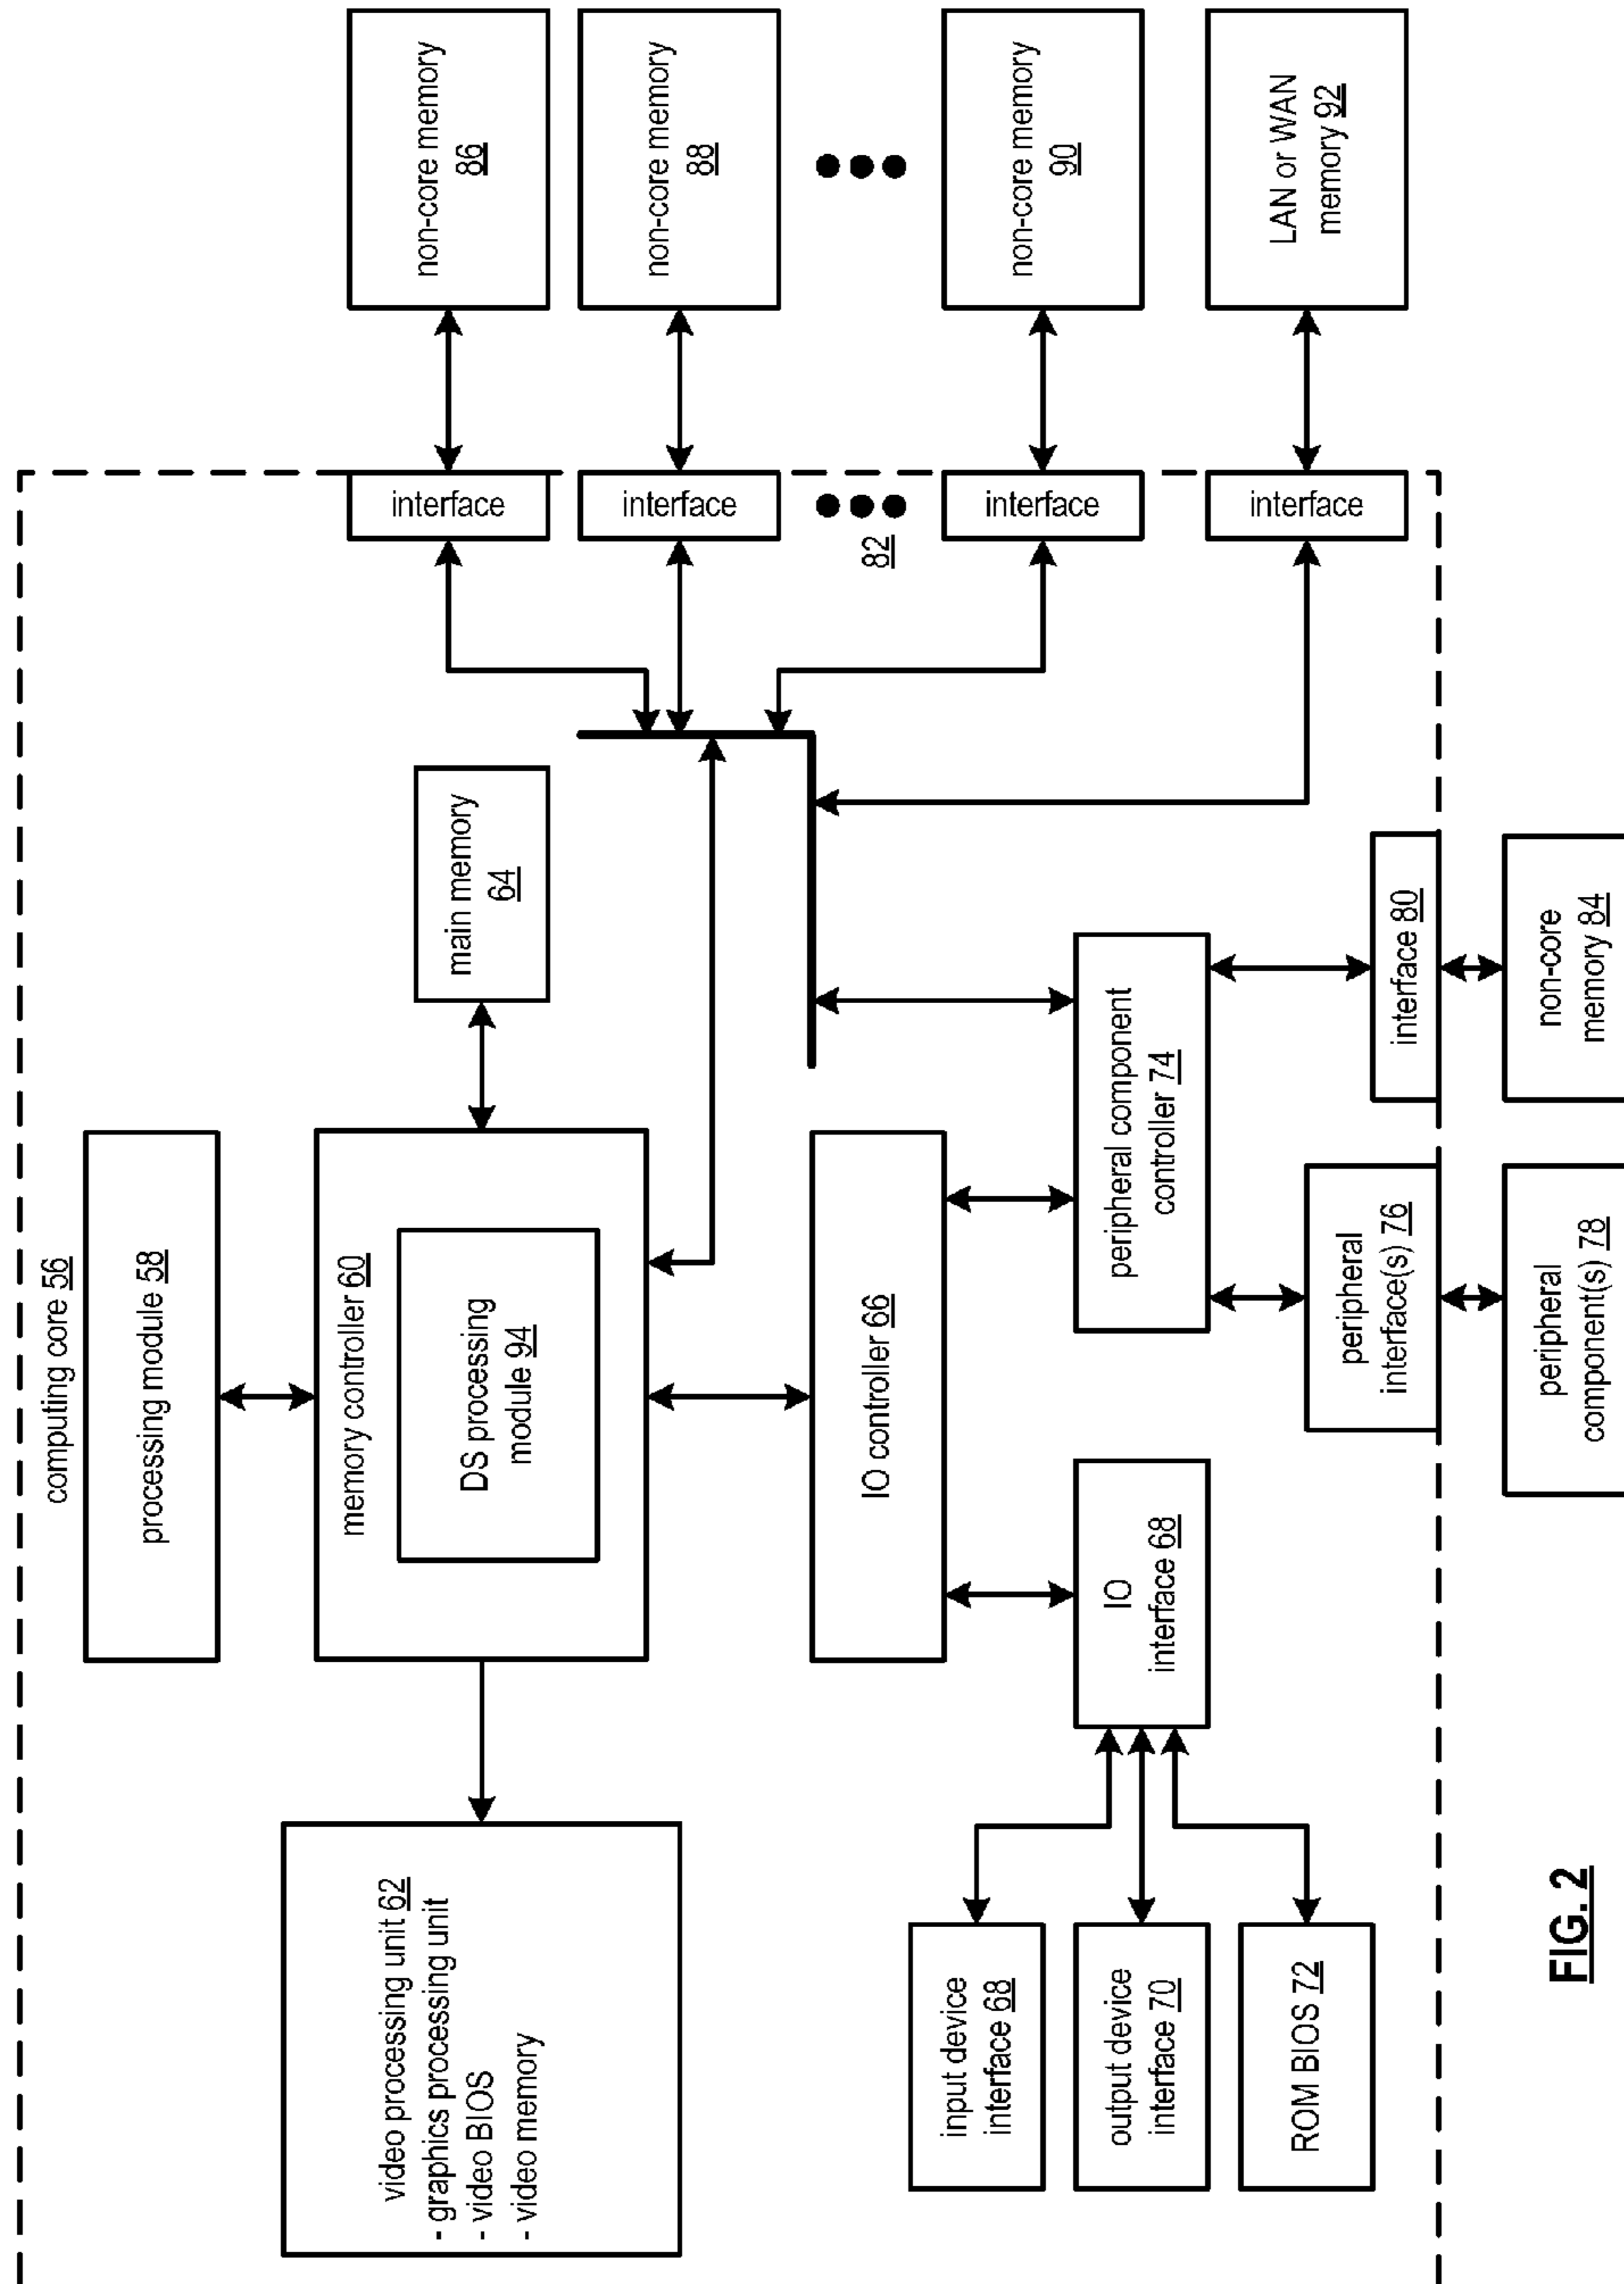 computing core 56
processing module 58
memory controller 60
DS processing
module 94
main memory
64
video processing unit 62
- graphics processing unit
- video BIOS
- video memory
IO controller 66
IO
interface 68
input device
interface 68
output device
interface 70
ROM BIOS 72
peripheral component
controller 74
peripheral
interface(s) 76
peripheral
component(s) 78
interface 80
non-core
memory 84
interface
interface
82
interface
interface
non-core memory
86
non-core memory
88
non-core memory
90
LAN or WAN
memory 92
FIG. 2